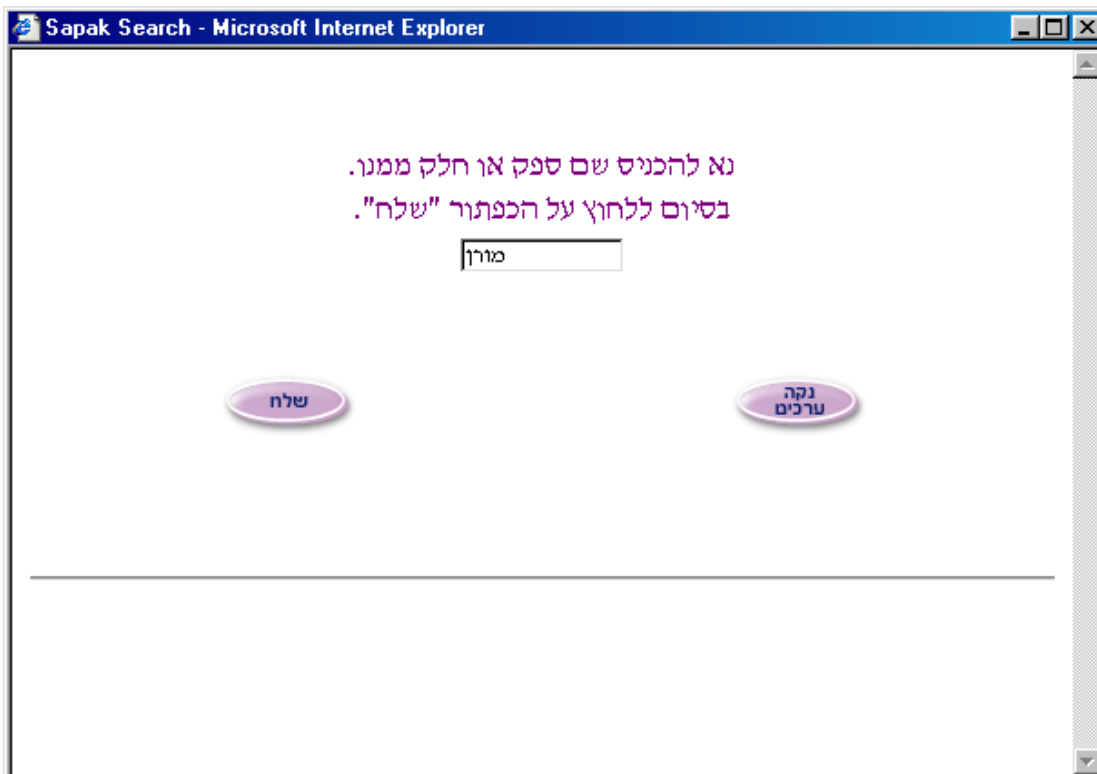 Sapak Search - Microsoft Internet Explorer
נא להכניס שם ספק או חלק ממנו.
בסיום ללחוץ על הכפתור "שלח".
מורן
נקה
ערכים
שלח